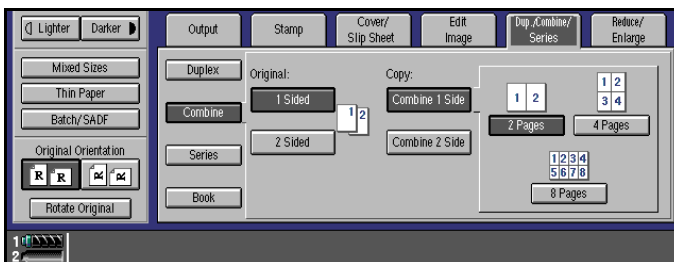 Lighter Darker
Mixed Sizes
Thin Paper
Batch/SADF
Original Orientation
R R R R
Rotate Original
Output
Stamp
Cover/
Slip Sheet
Edit
Image
Dup./Combine/
Series
Reduce/
Enlarge
Duplex
Combine
Series
Book
Original:
1 Sided
2 Sided
1 2
Copy:
Combine 1 Side
Combine 2 Side
1 2
2 Pages
1 2
3 4
4 Pages
1 2 3 4
5 6 7 8
8 Pages
1
2